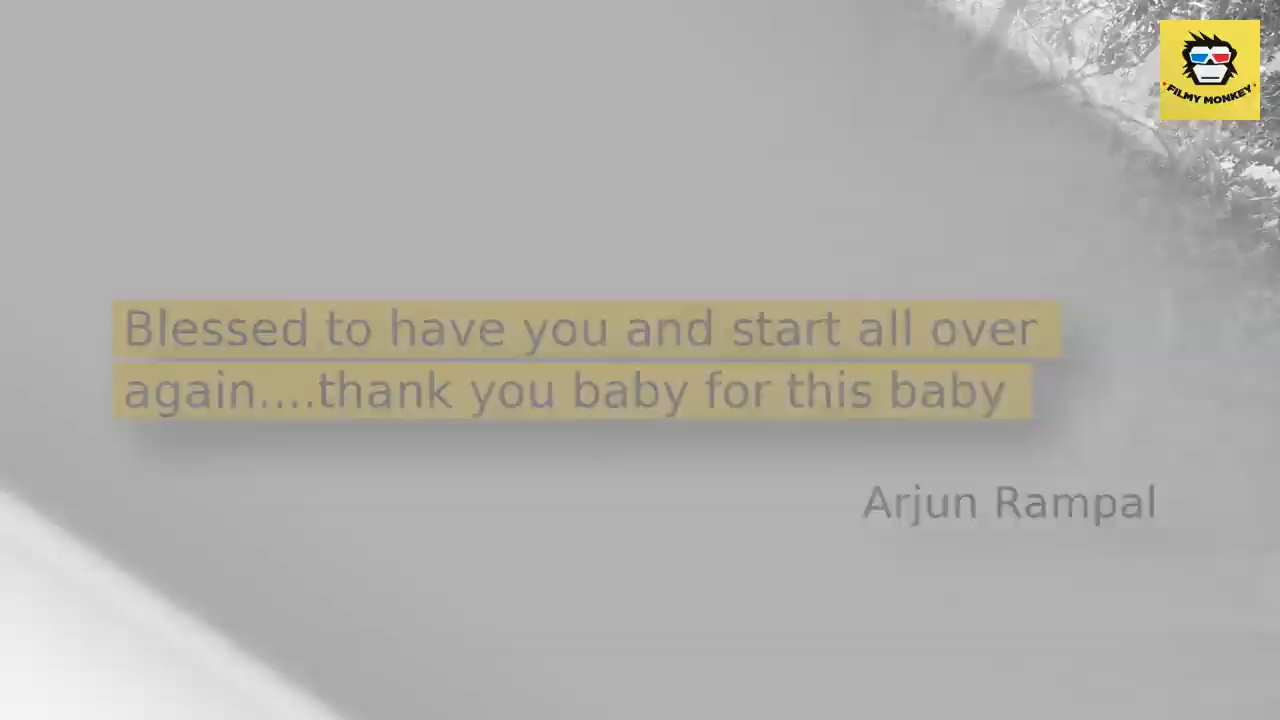 FILMY MONKEY
Blessed to have you and start all over
again....thank you baby for this baby
Arjun Rampal